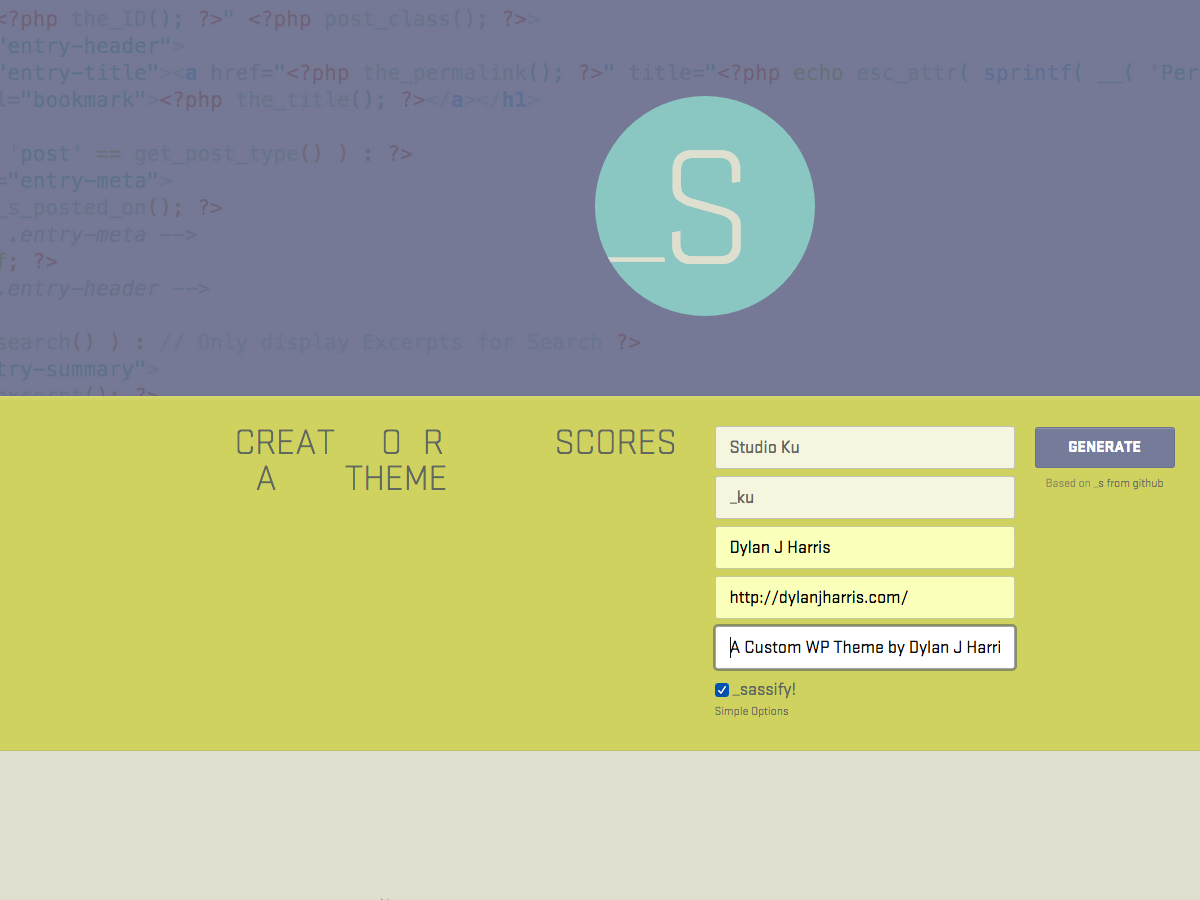 <?php the_ID(); ?>" <?php post_class(); ?>>
"entry-header">
"entry-title"><a href="<?php the_permalink(); ?>" title="<?php echo esc_attr( sprintf( __( 'Per
l="bookmark"><?php the_title(); ?></a></h1>
'post' == get_post_type() ) : ?>
="entry-meta">
_s_posted_on(); ?>
.entry-meta -->
f; ?>
.entry-header -->
search() ) : // Only display Excerpts for Search ?>
try-summary">
excerpt(); ?>
_S
CREAT O R SCORES
A THEME
Studio Ku
_ku
Dylan J Harris
http://dylanjharris.com/
A Custom WP Theme by Dylan J Harri
_sassify!
Simple Options
GENERATE
Based on _s from github